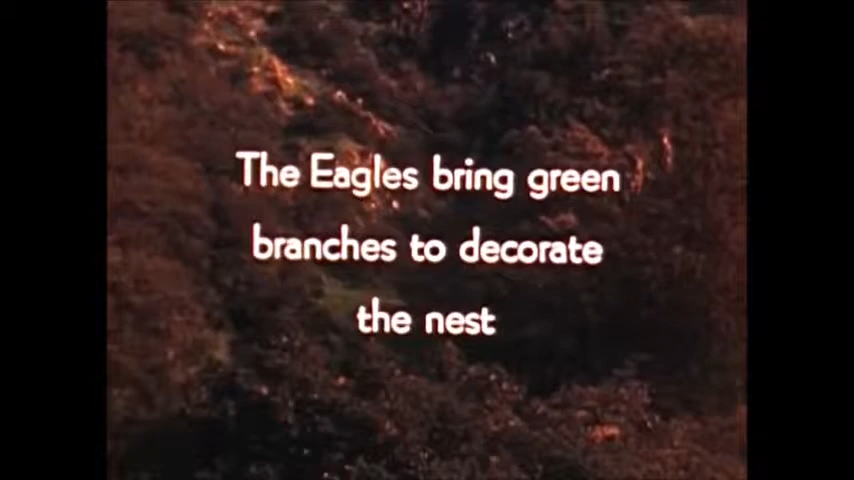 The Eagles bring green
branches to decorate
the nest